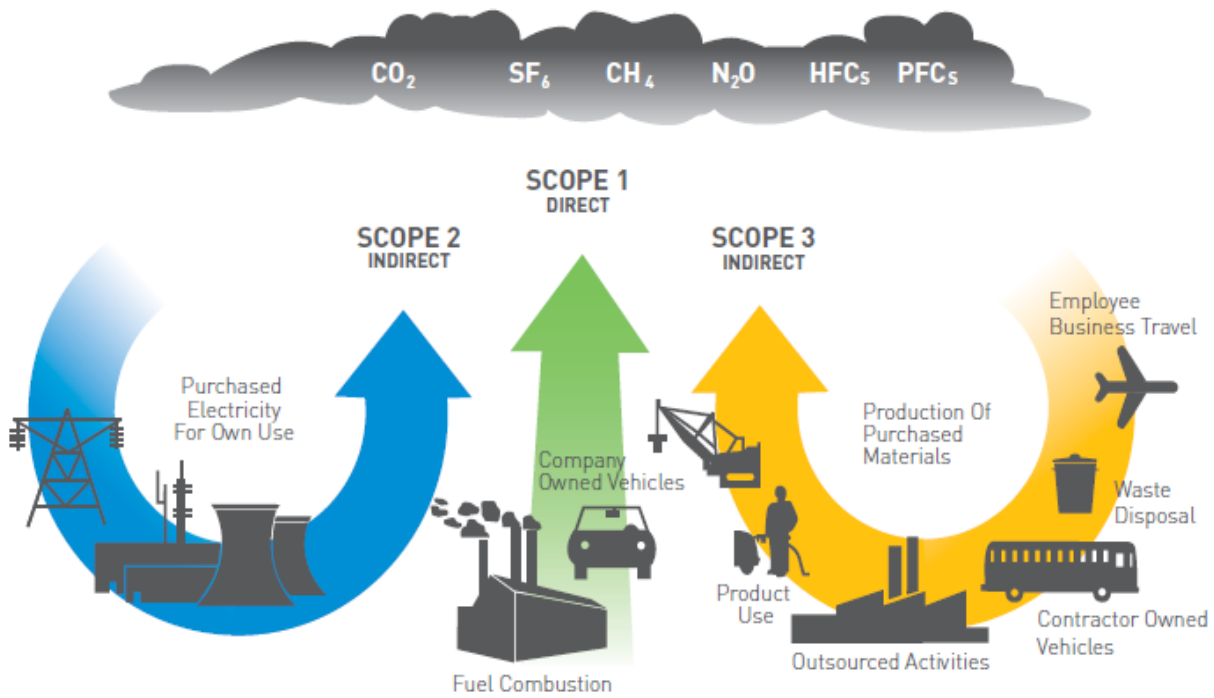 CO₂ SF₆ CH₄ N₂O HFCs PFCs
SCOPE 1
DIRECT
SCOPE 2
INDIRECT
SCOPE 3
INDIRECT
Purchased
Electricity
For Own Use
Company
Owned Vehicles
Fuel Combustion
Production Of
Purchased
Materials
Employee
Business Travel
Waste
Disposal
Product
Use
Outsourced Activities
Contractor Owned
Vehicles